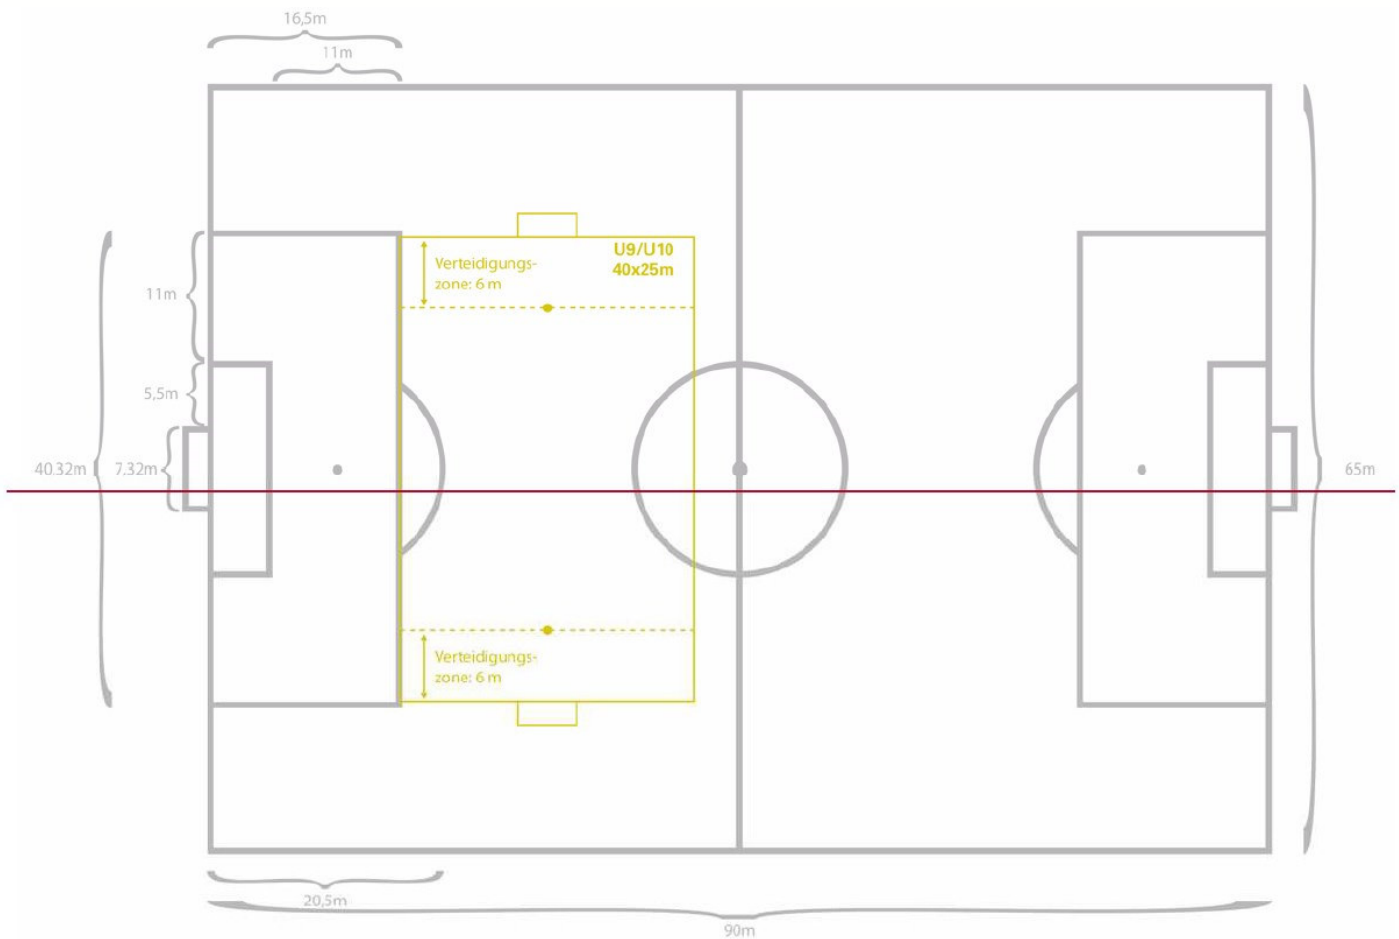 16,5m
11m
U9/U10
40x25m
Verteidigungs-
zone: 6 m
11m
5,5m
40.32m
7.32m
65m
Verteidigungs-
zone: 6 m
20,5m
90m